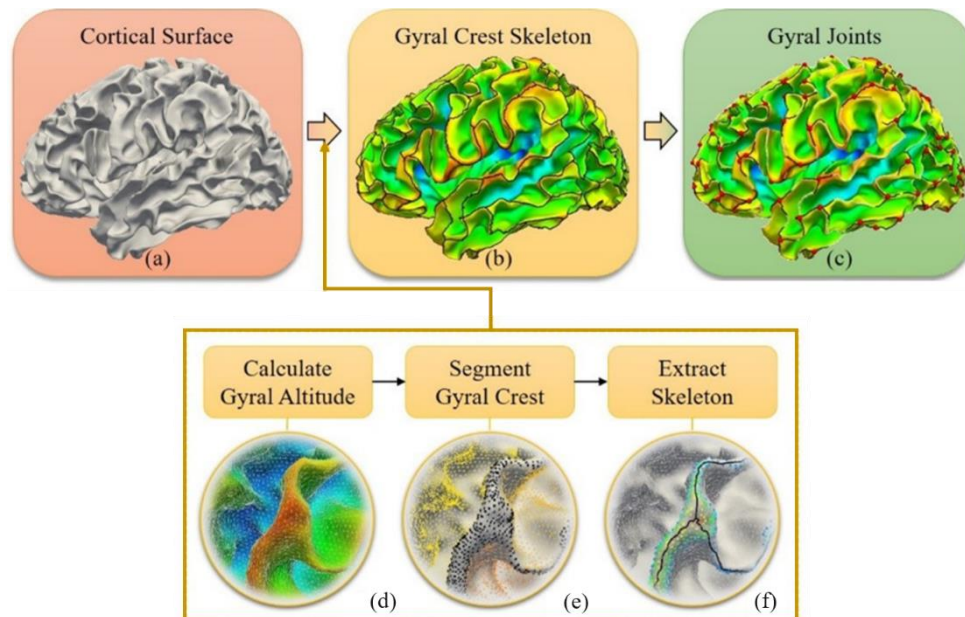 Cortical Surface
Gyral Crest Skeleton
Gyral Joints
(a)
(b)
(c)
Calculate
Gyral Altitude
Segment
Gyral Crest
Extract
Skeleton
(d)
(e)
(f)